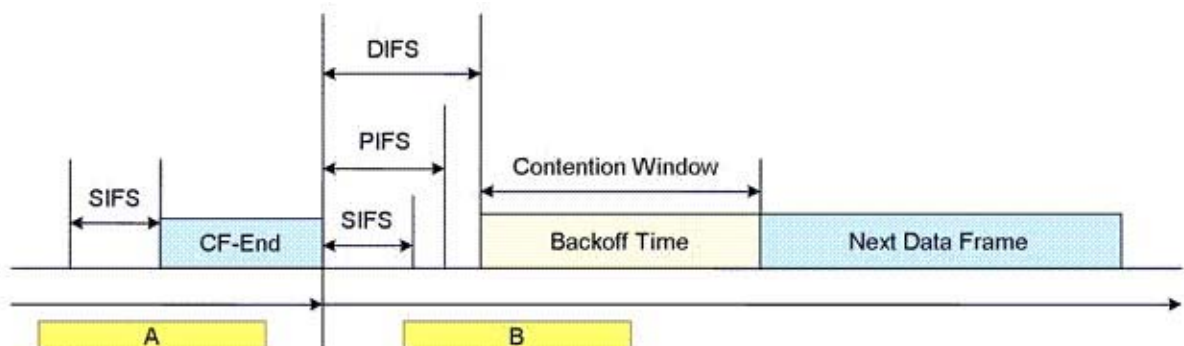 DIFS
PIFS
SIFS
SIFS
Contention Window
CF-End
Backoff Time
Next Data Frame
A
B